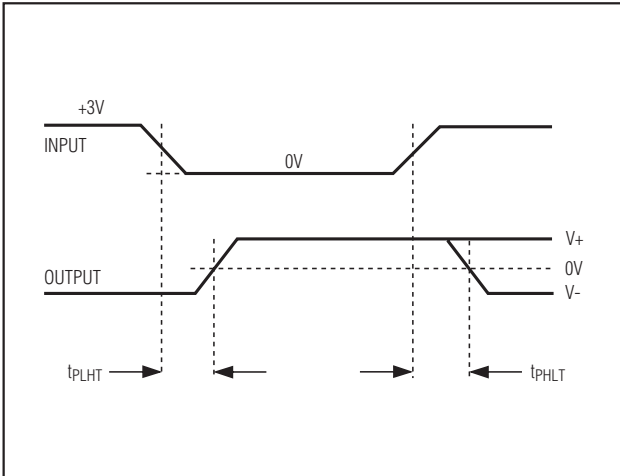 +3V
INPUT
0V
V+
0V
OUTPUT
V-
tPLHT
tPHLT